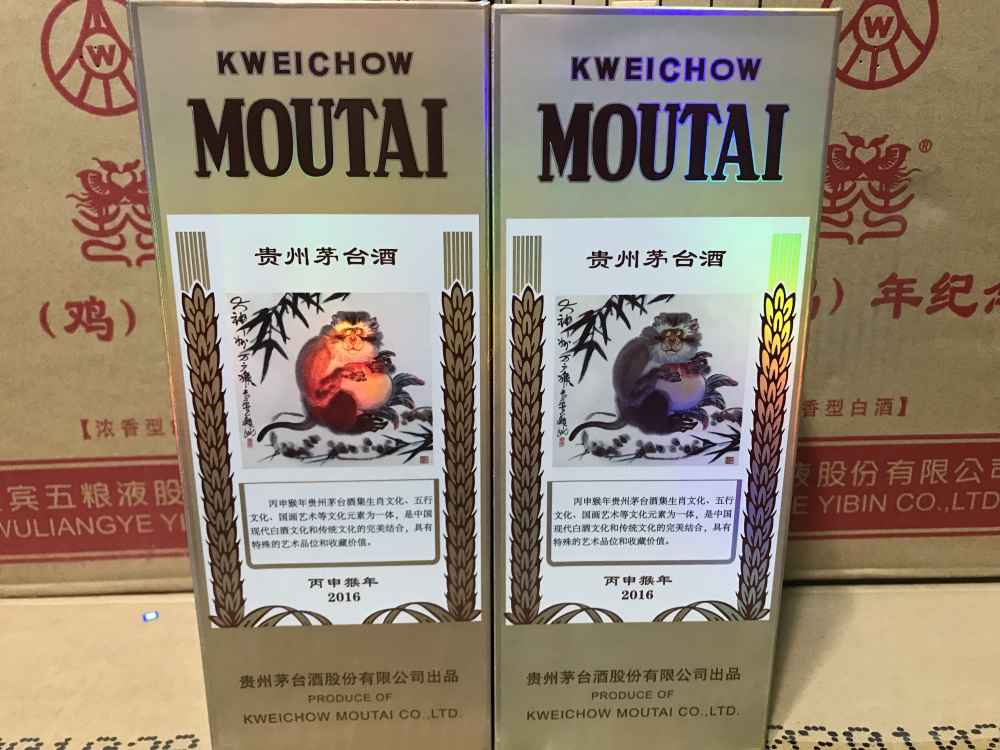 KWEICHOW
MOUTAI
贵州茅台酒
丙申猴年贵州茅台酒集生肖文化、五行
文化、国画艺术等文化元素为一体，是中国
现代白酒文化和传统文化的完美结合，具有
特殊的艺术品位和收藏价值。
丙申猴年
2016
贵州茅台酒股份有限公司出品
PRODUCE OF
KWEICHOW MOUTAI CO.,LTD.
KWEICHOW
MOUTAI
贵州茅台酒
丙申猴年贵州茅台酒集生肖文化、五行
文化、国画艺术等文化元素为一体，是中国
现代白酒文化和传统文化的完美结合，具有
特殊的艺术品位和收藏价值。
丙申猴年
2016
贵州茅台酒股份有限公司出品
PRODUCE OF
KWEICHOW MOUTAI CO.,LTD.
W
（鸡）
【浓香型
宾五粮液股
WULIANGYE YI
W
®
）年纪
香型白酒】
液股份有限公司
E YIBIN CO.,LTD